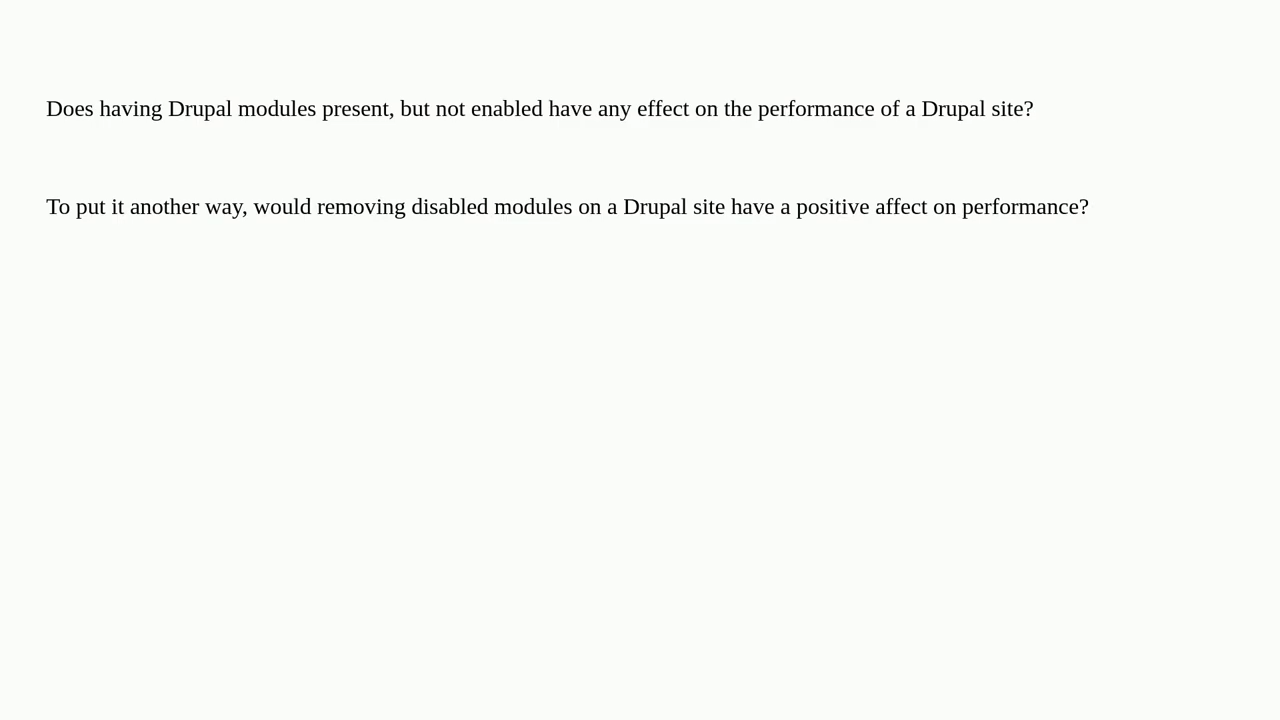 Does having Drupal modules present, but not enabled have any effect on the performance of a Drupal site?
To put it another way, would removing disabled modules on a Drupal site have a positive affect on performance?